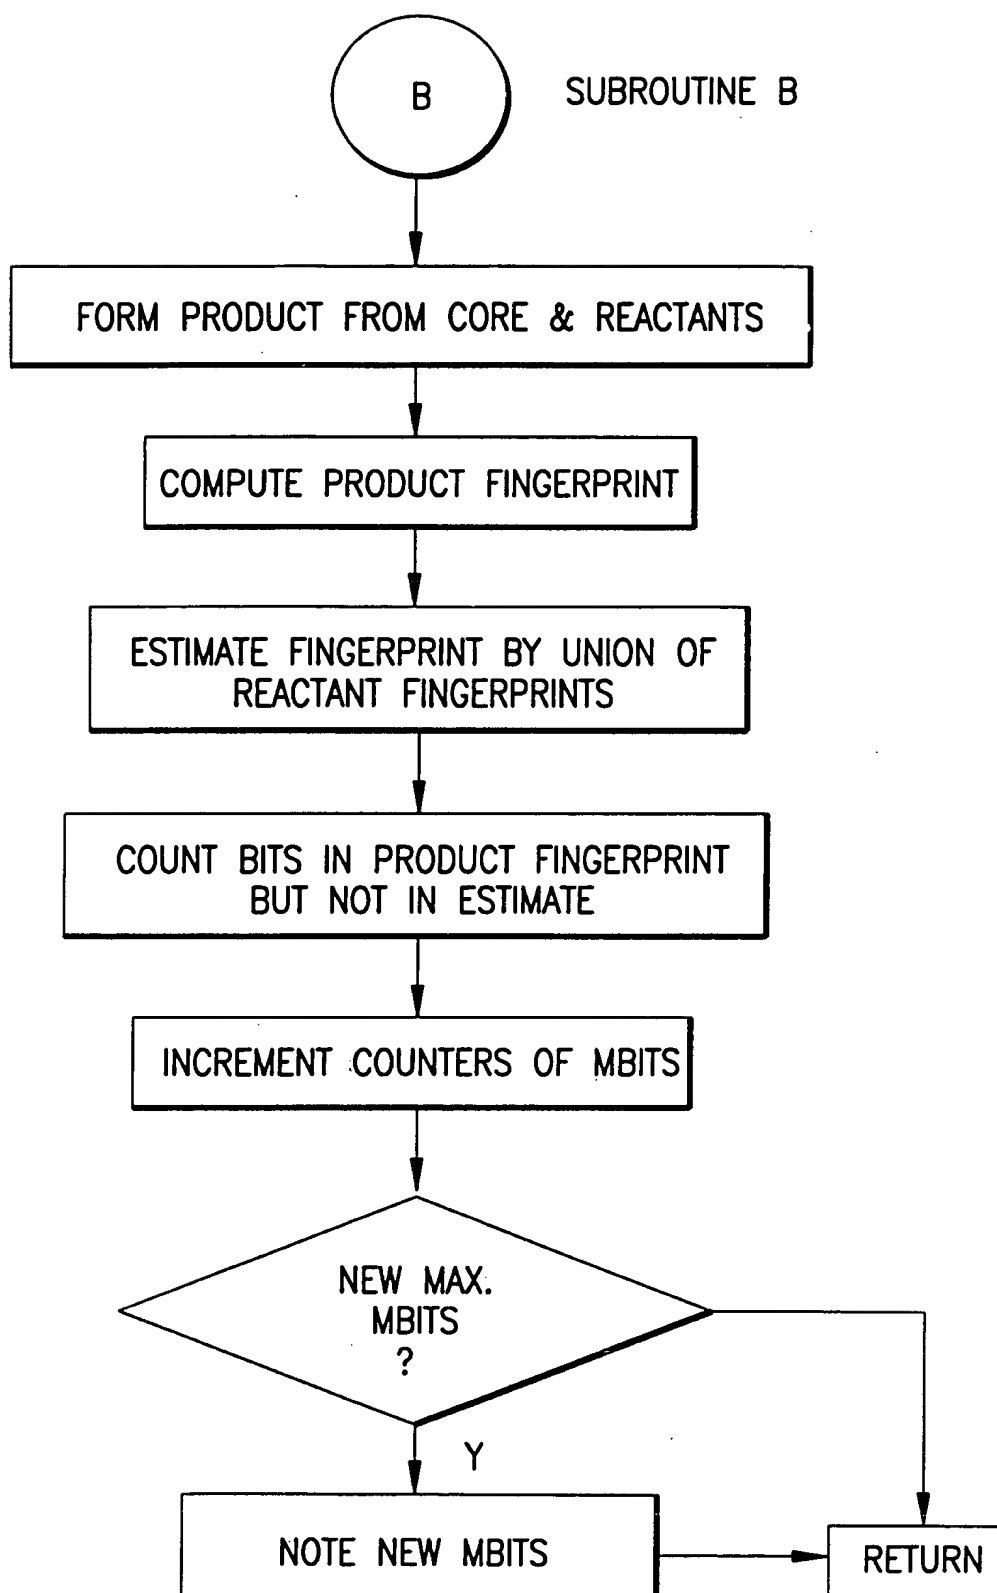 B
SUBROUTINE B
FORM PRODUCT FROM CORE & REACTANTS
COMPUTE PRODUCT FINGERPRINT
ESTIMATE FINGERPRINT BY UNION OF
REACTANT FINGERPRINTS
COUNT BITS IN PRODUCT FINGERPRINT
BUT NOT IN ESTIMATE
INCREMENT COUNTERS OF MBITS
NEW MAX.
MBITS
?
Y
NOTE NEW MBITS
RETURN